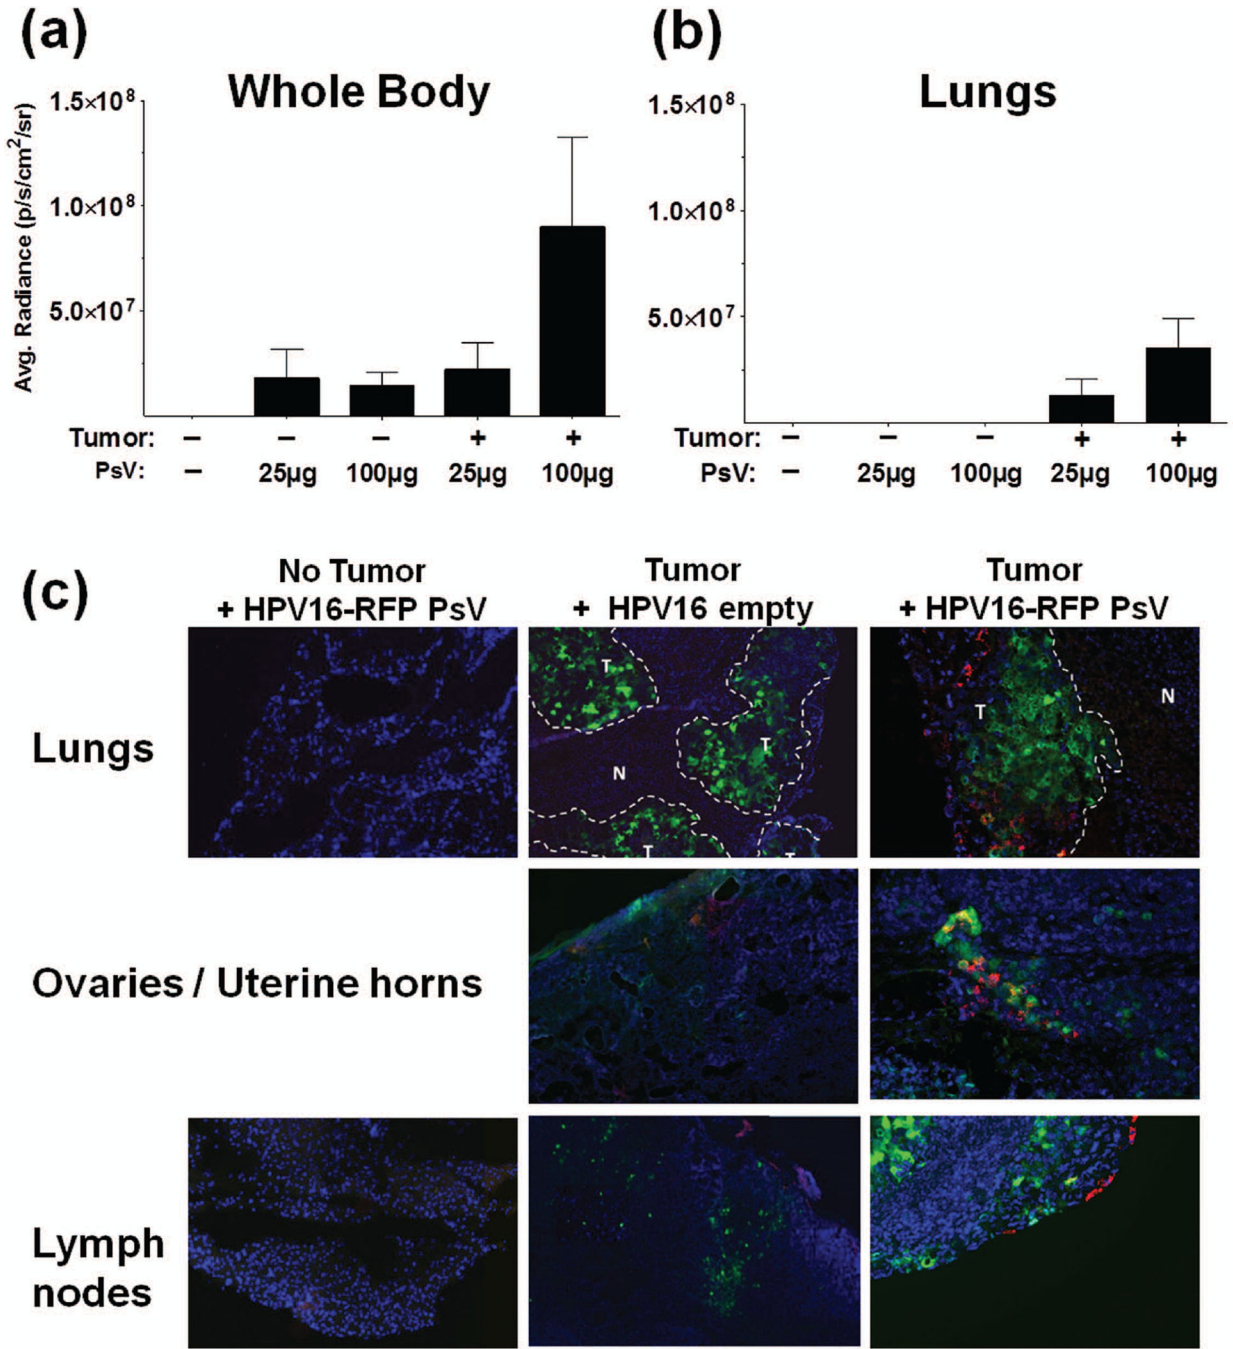 (a)
Whole Body
Avg. Radiance (p/s/cm²/sr)
1.5×10⁸
1.0×10⁸
5.0×10⁷
Tumor: – – – + +
PsV: – 25µg 100µg 25µg 100µg
(b)
Lungs
1.5×10⁸
1.0×10⁸
5.0×10⁷
Tumor: – – – + +
PsV: – 25µg 100µg 25µg 100µg
(c)
No Tumor
+ HPV16-RFP PsV
Tumor
+ HPV16 empty
Tumor
+ HPV16-RFP PsV
Lungs
T
T
N
T
T
T
N
Ovaries / Uterine horns
Lymph
nodes